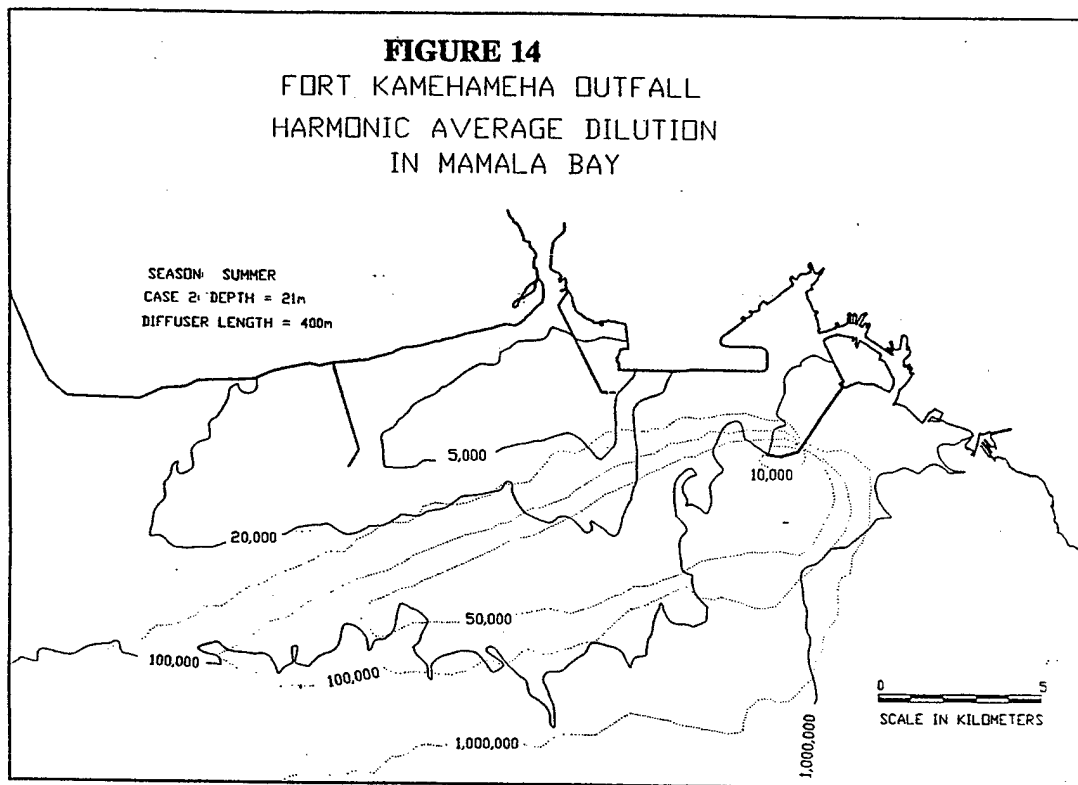 FIGURE 14
FORT KAMEHAMEHA OUTFALL
HARMONIC AVERAGE DILUTION
IN MAMALA BAY
SEASON: SUMMER
CASE 2: DEPTH = 21m
DIFFUSER LENGTH = 400m
5,000
10,000
20,000
50,000
100,000
100,000
1,000,000
1,000,000
0 5
SCALE IN KILOMETERS